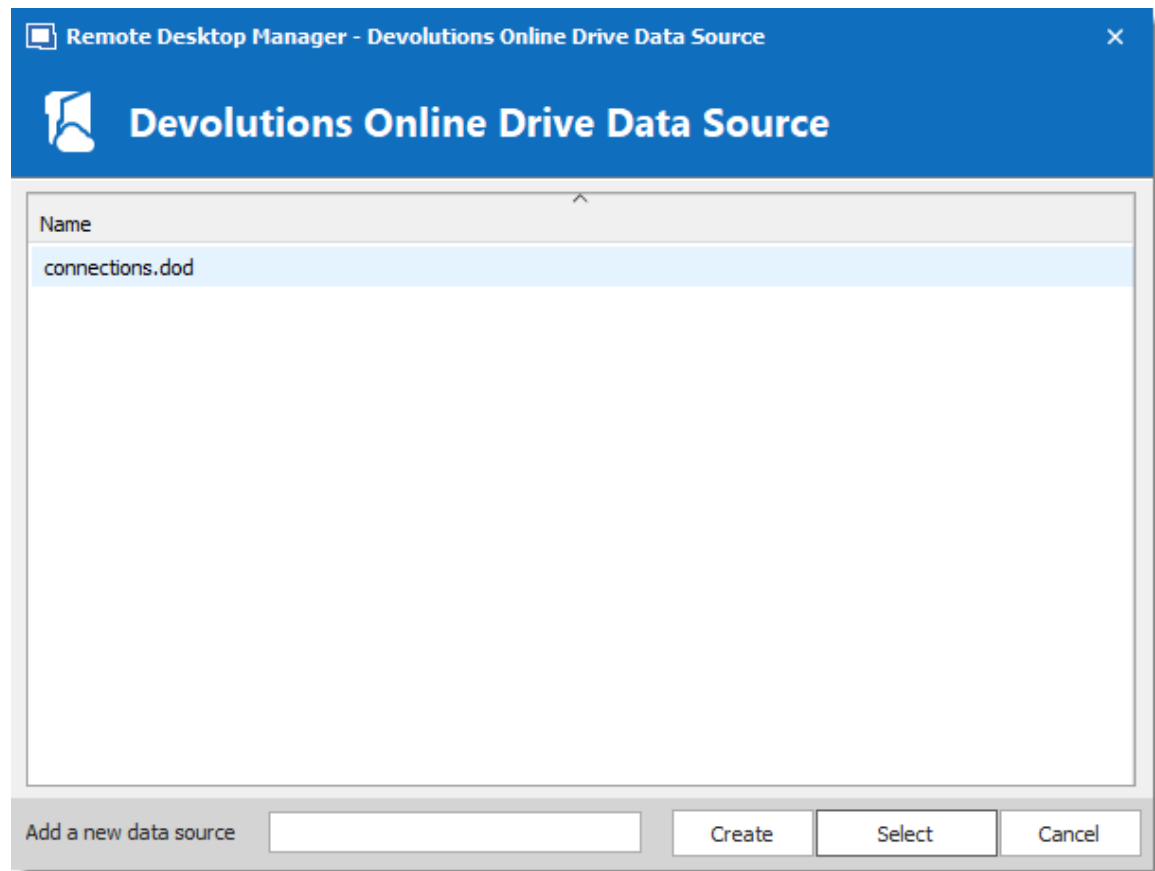 Remote Desktop Manager - Devolutions Online Drive Data Source
Devolutions Online Drive Data Source
Name
connections.dod
Add a new data source
Create
Select
Cancel